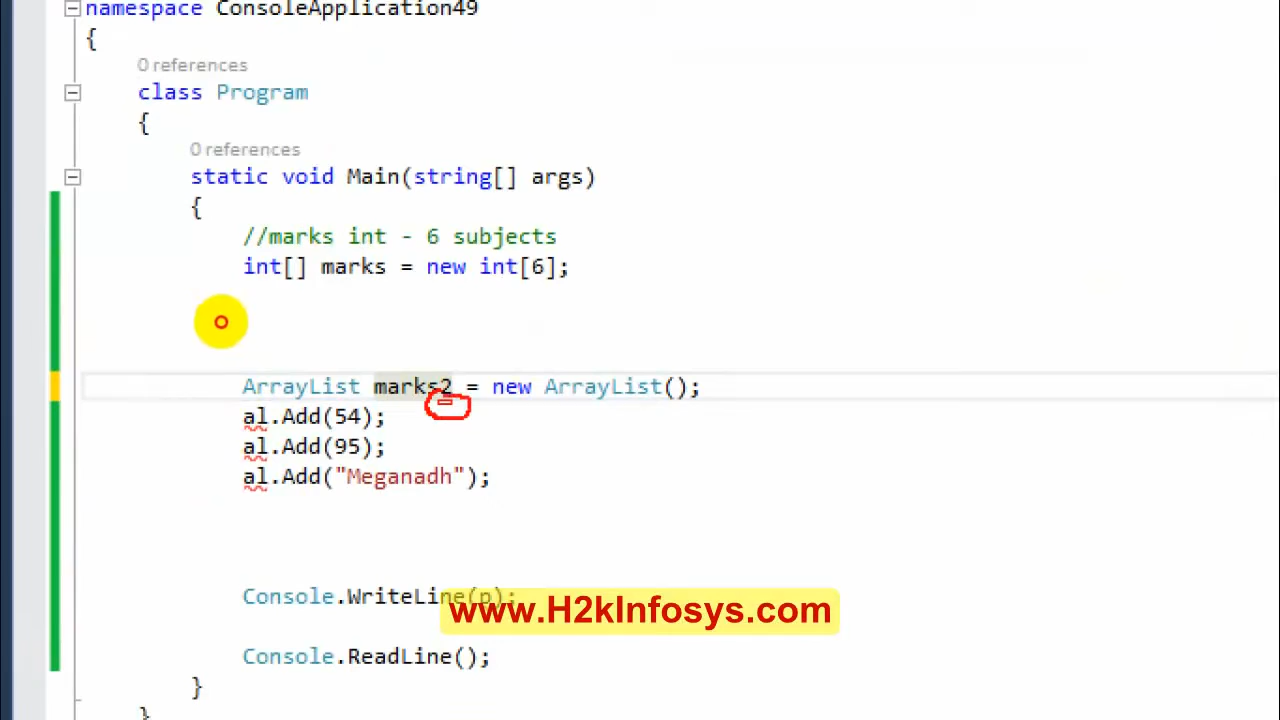 namespace ConsoleApplication49
{
0 references
class Program
{
0 references
static void Main(string[] args)
{
//marks int - 6 subjects
int[] marks = new int[6];
ArrayList marks2 = new ArrayList();
al.Add(54);
al.Add(95);
al.Add("Meganadh");
Console.WriteLine(p);
www.H2kInfosys.com
Console.ReadLine();
}
}